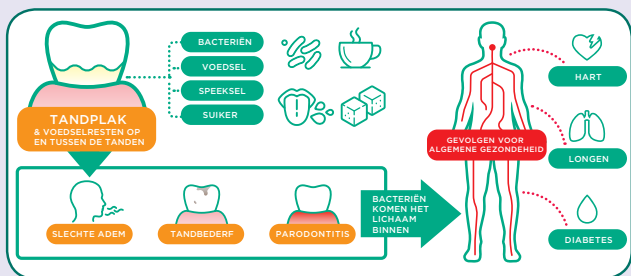 BACTERIËN
VOEDSEL
SPEEKSEL
SUIKER
TANDPLAK
& VOEDSELRESTEN OP
EN TUSSEN DE TANDEN
SLECHTE ADEM
TANDBEDERF
PARODONTITIS
BACTERIËN
KOMEN HET
LICHAAM
BINNEN
GEVOLGEN VOOR
ALGEMENE GEZONDEHEID
HART
LONGEN
DIABETES